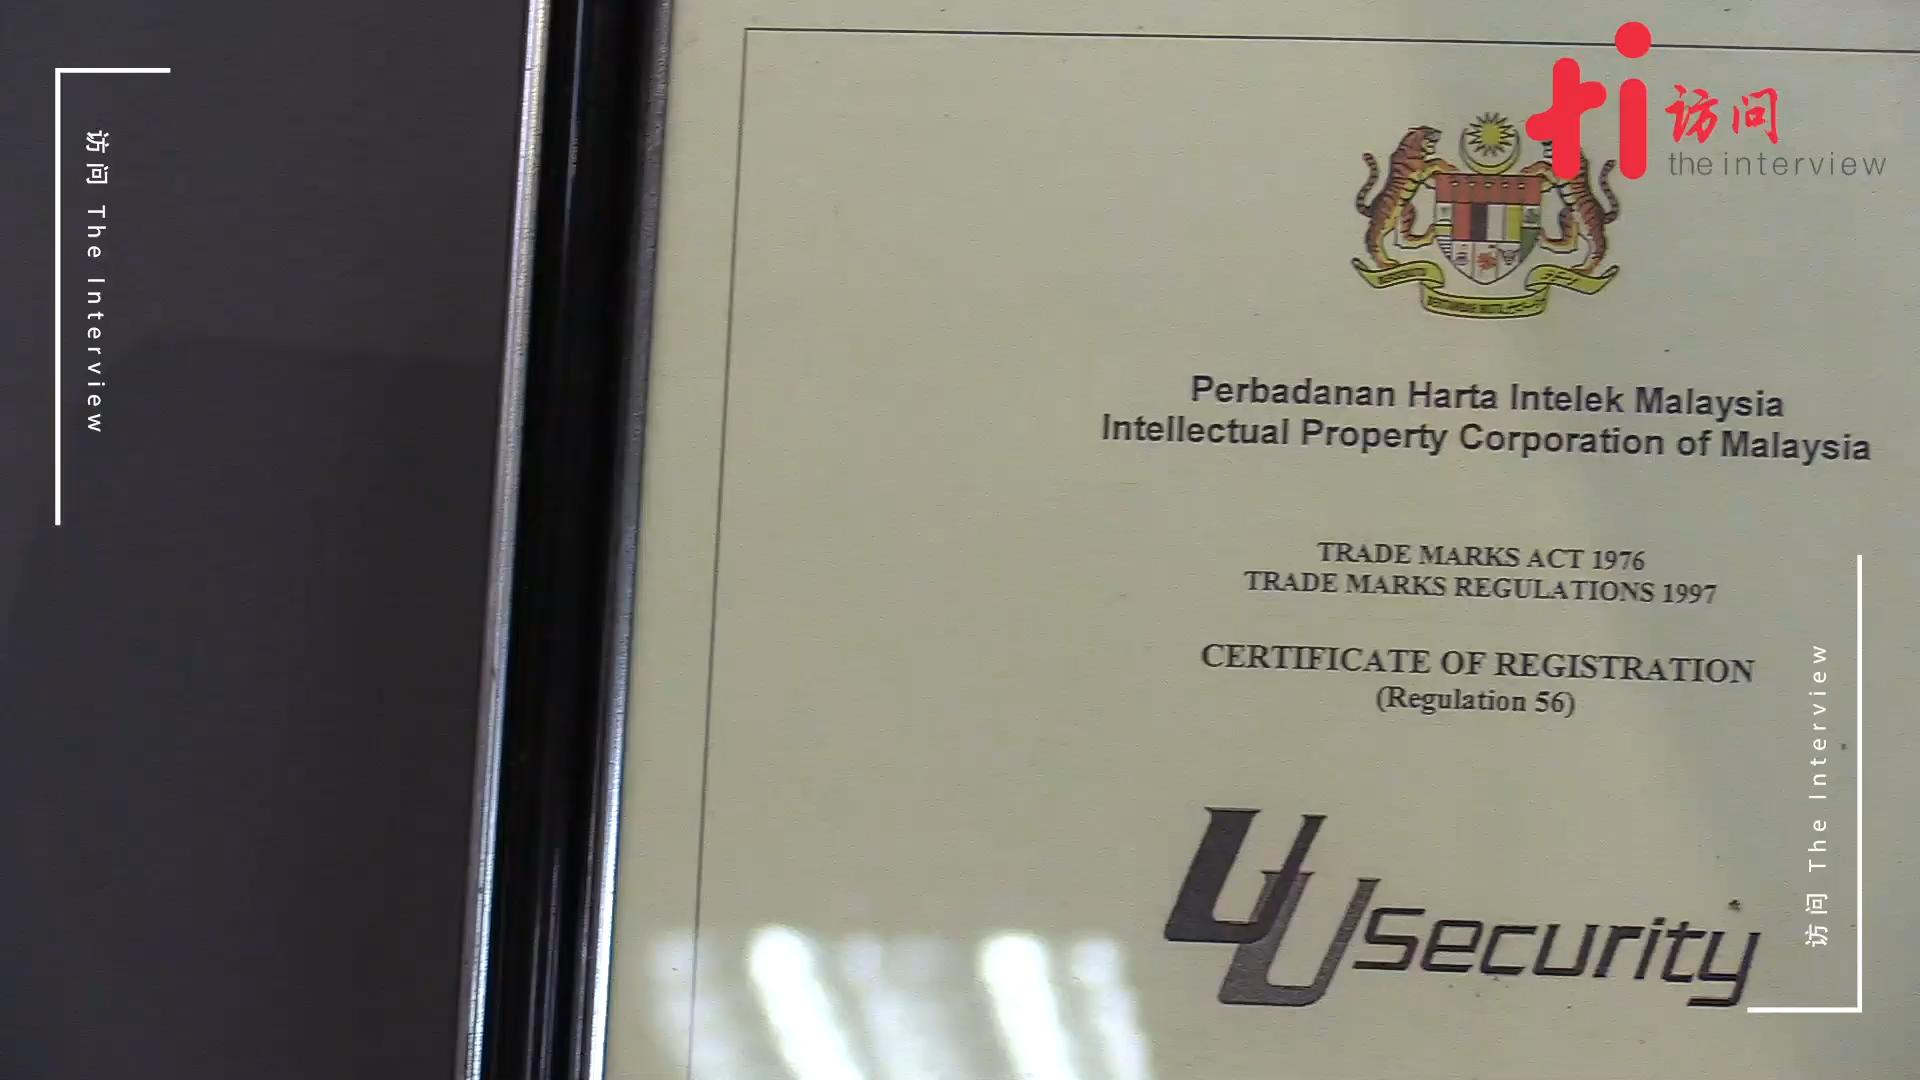 访问 The Interview
ti 访问
the interview
Perbadanan Harta Intelek Malaysia
Intellectual Property Corporation of Malaysia
TRADE MARKS ACT 1976
TRADE MARKS REGULATIONS 1997
CERTIFICATE OF REGISTRATION
(Regulation 56)
UUsecurity
访问 The Interview